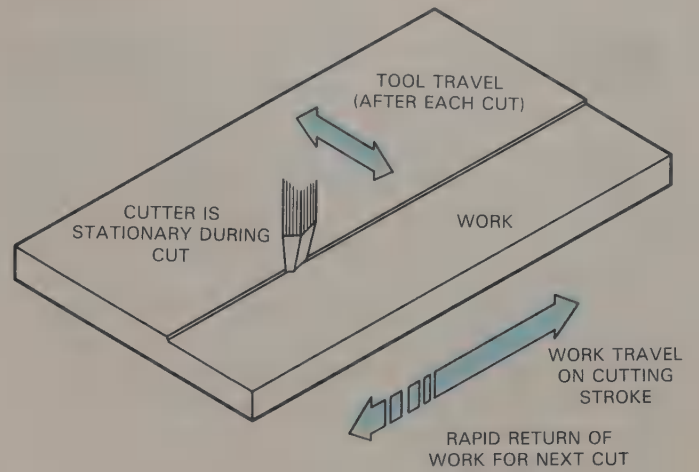 TOOL TRAVEL
(AFTER EACH CUT)
CUTTER IS
STATIONARY DURING
CUT
WORK
WORK TRAVEL
ON CUTTING
STROKE
RAPID RETURN OF
WORK FOR NEXT CUT